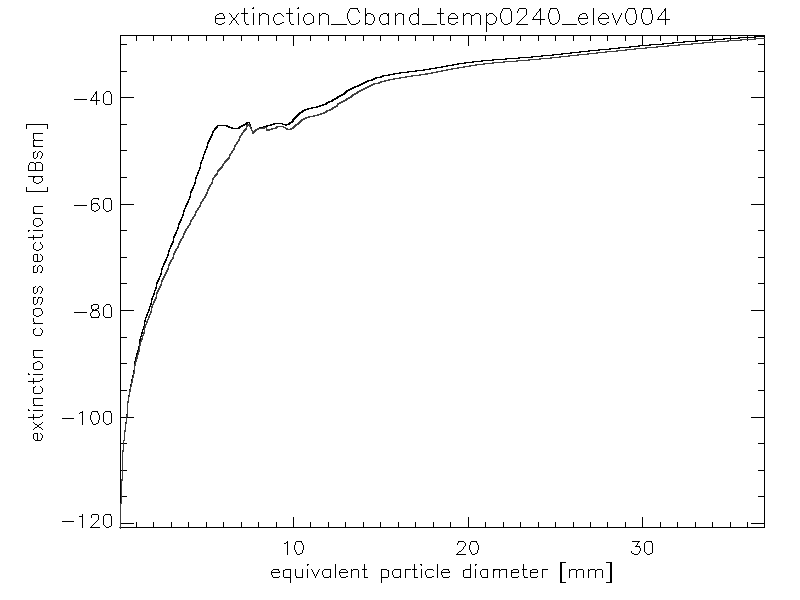 extinction_Cband_temp0240_elev004
extinction cross section [dBsm]
-40
-60
-80
-100
-120
10 20 30
equivalent particle diameter [mm]